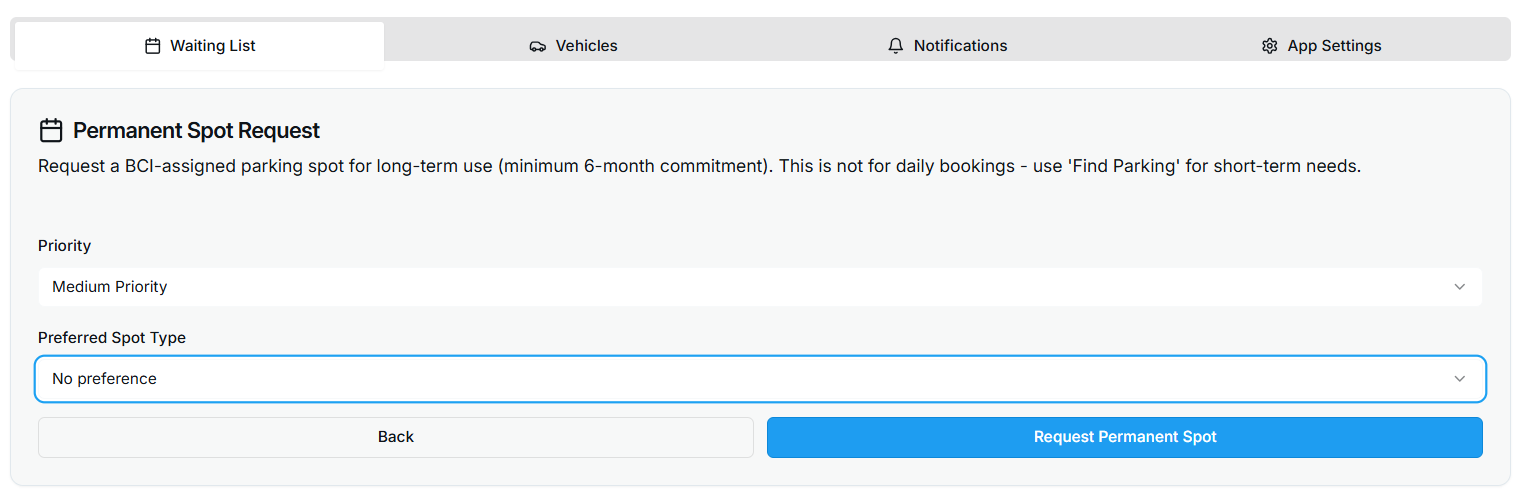 Waiting List
Vehicles
Notifications
App Settings
Permanent Spot Request
Request a BCI-assigned parking spot for long-term use (minimum 6-month commitment). This is not for daily bookings - use 'Find Parking' for short-term needs.
Priority
Medium Priority
Preferred Spot Type
No preference
Back
Request Permanent Spot